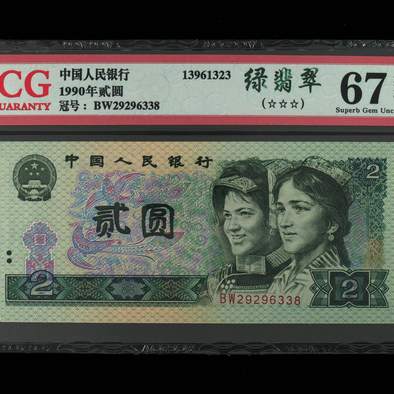 CG 中国人民银行 13961323 绿翡翠 67
UARANTY 1990年贰圆 (☆☆☆) Superb Gem Unc
冠号: BW29296338
中国人民银行 2
贰圆
BW29296338
2 2